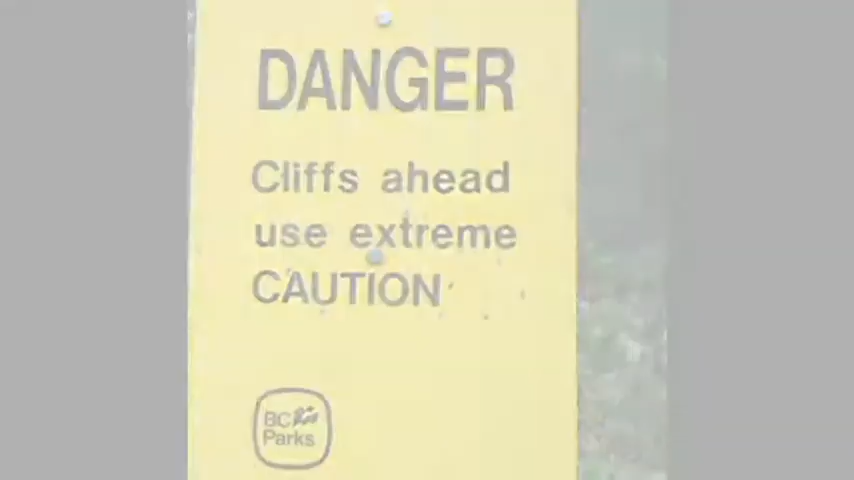 DANGER
Cliffs ahead
use extreme
CAUTION
BC
Parks